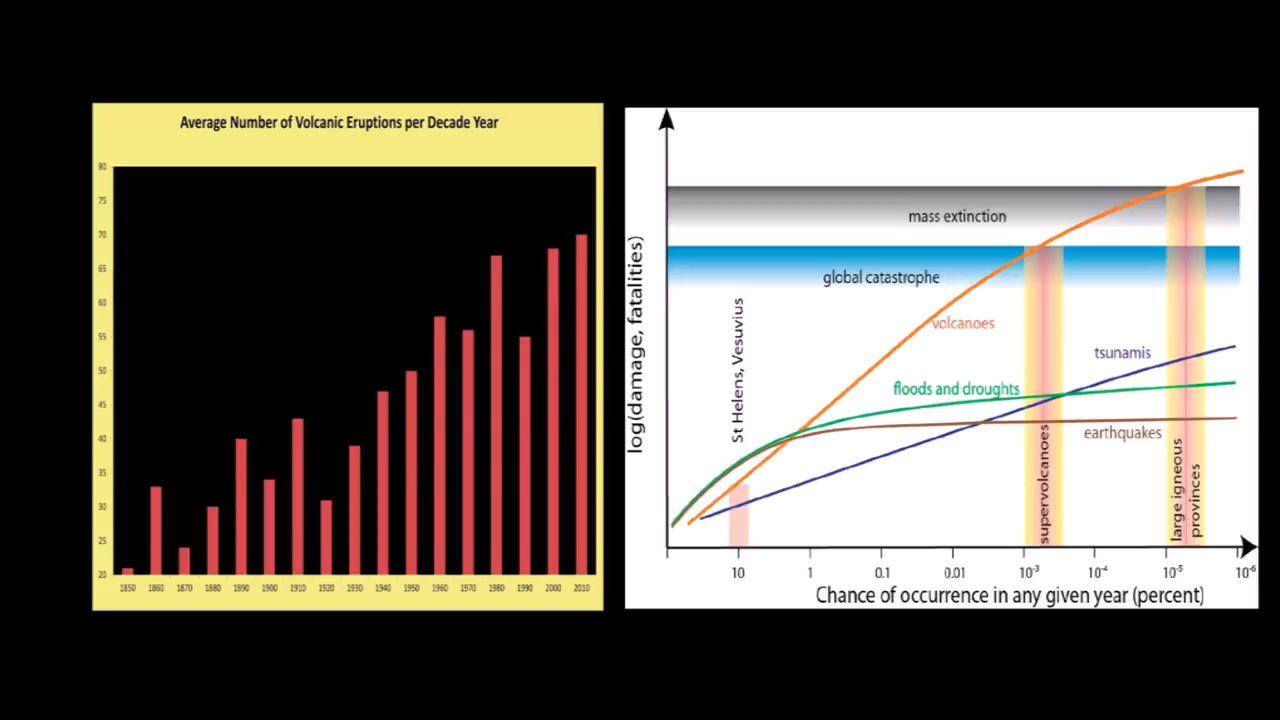 Average Number of Volcanic Eruptions per Decade Year
80
75
70
65
60
55
50
45
40
35
30
25
20
1850 1860 1870 1880 1890 1900 1910 1920 1930 1940 1950 1960 1970 1980 1990 2000 2010
log(damage, fatalities)
mass extinction
global catastrophe
volcanoes
St Helens, Vesuvius
tsunamis
floods and droughts
earthquakes
supervolcanoes
large igneous
provinces
10 1 0.1 0.01 10⁻³ 10⁻⁴ 10⁻⁵ 10⁻⁶
Chance of occurrence in any given year (percent)